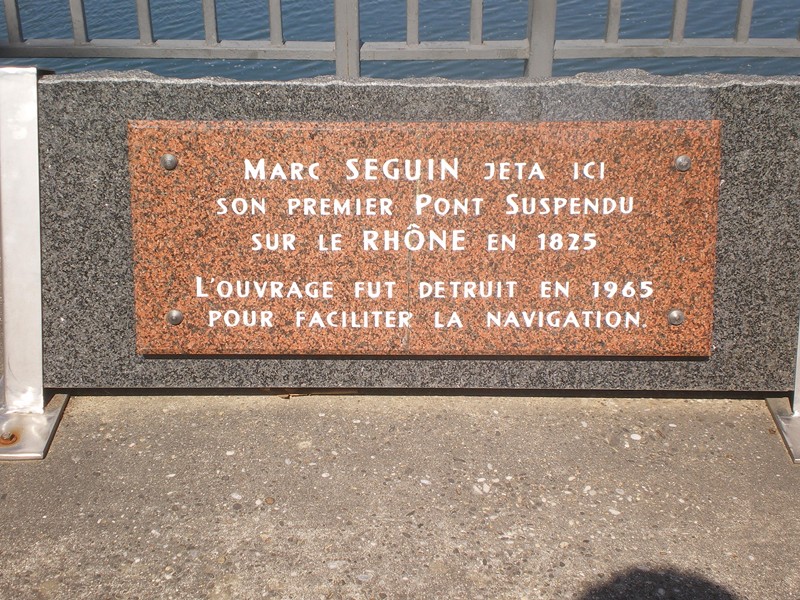 Marc SEGUIN JETA ICI
SON PREMIER PONT SUSPENDU
SUR LE RHÔNE EN 1825
L'OUVRAGE FUT DETRUIT EN 1965
POUR FACILITER LA NAVIGATION.